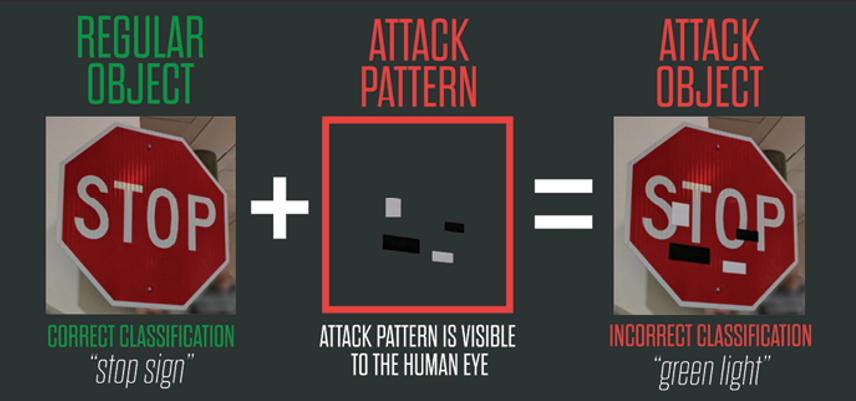 REGULAR
OBJECT
ATTACK
PATTERN
ATTACK
OBJECT
STOP
+
=
STOP
CORRECT CLASSIFICATION
"stop sign"
ATTACK PATTERN IS VISIBLE
TO THE HUMAN EYE
INCORRECT CLASSIFICATION
"green light"